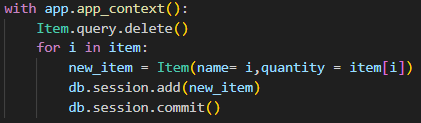 with app.app_context():
    Item.query.delete()
    for i in item:
        new_item = Item(name= i,quantity = item[i])
        db.session.add(new_item)
        db.session.commit()